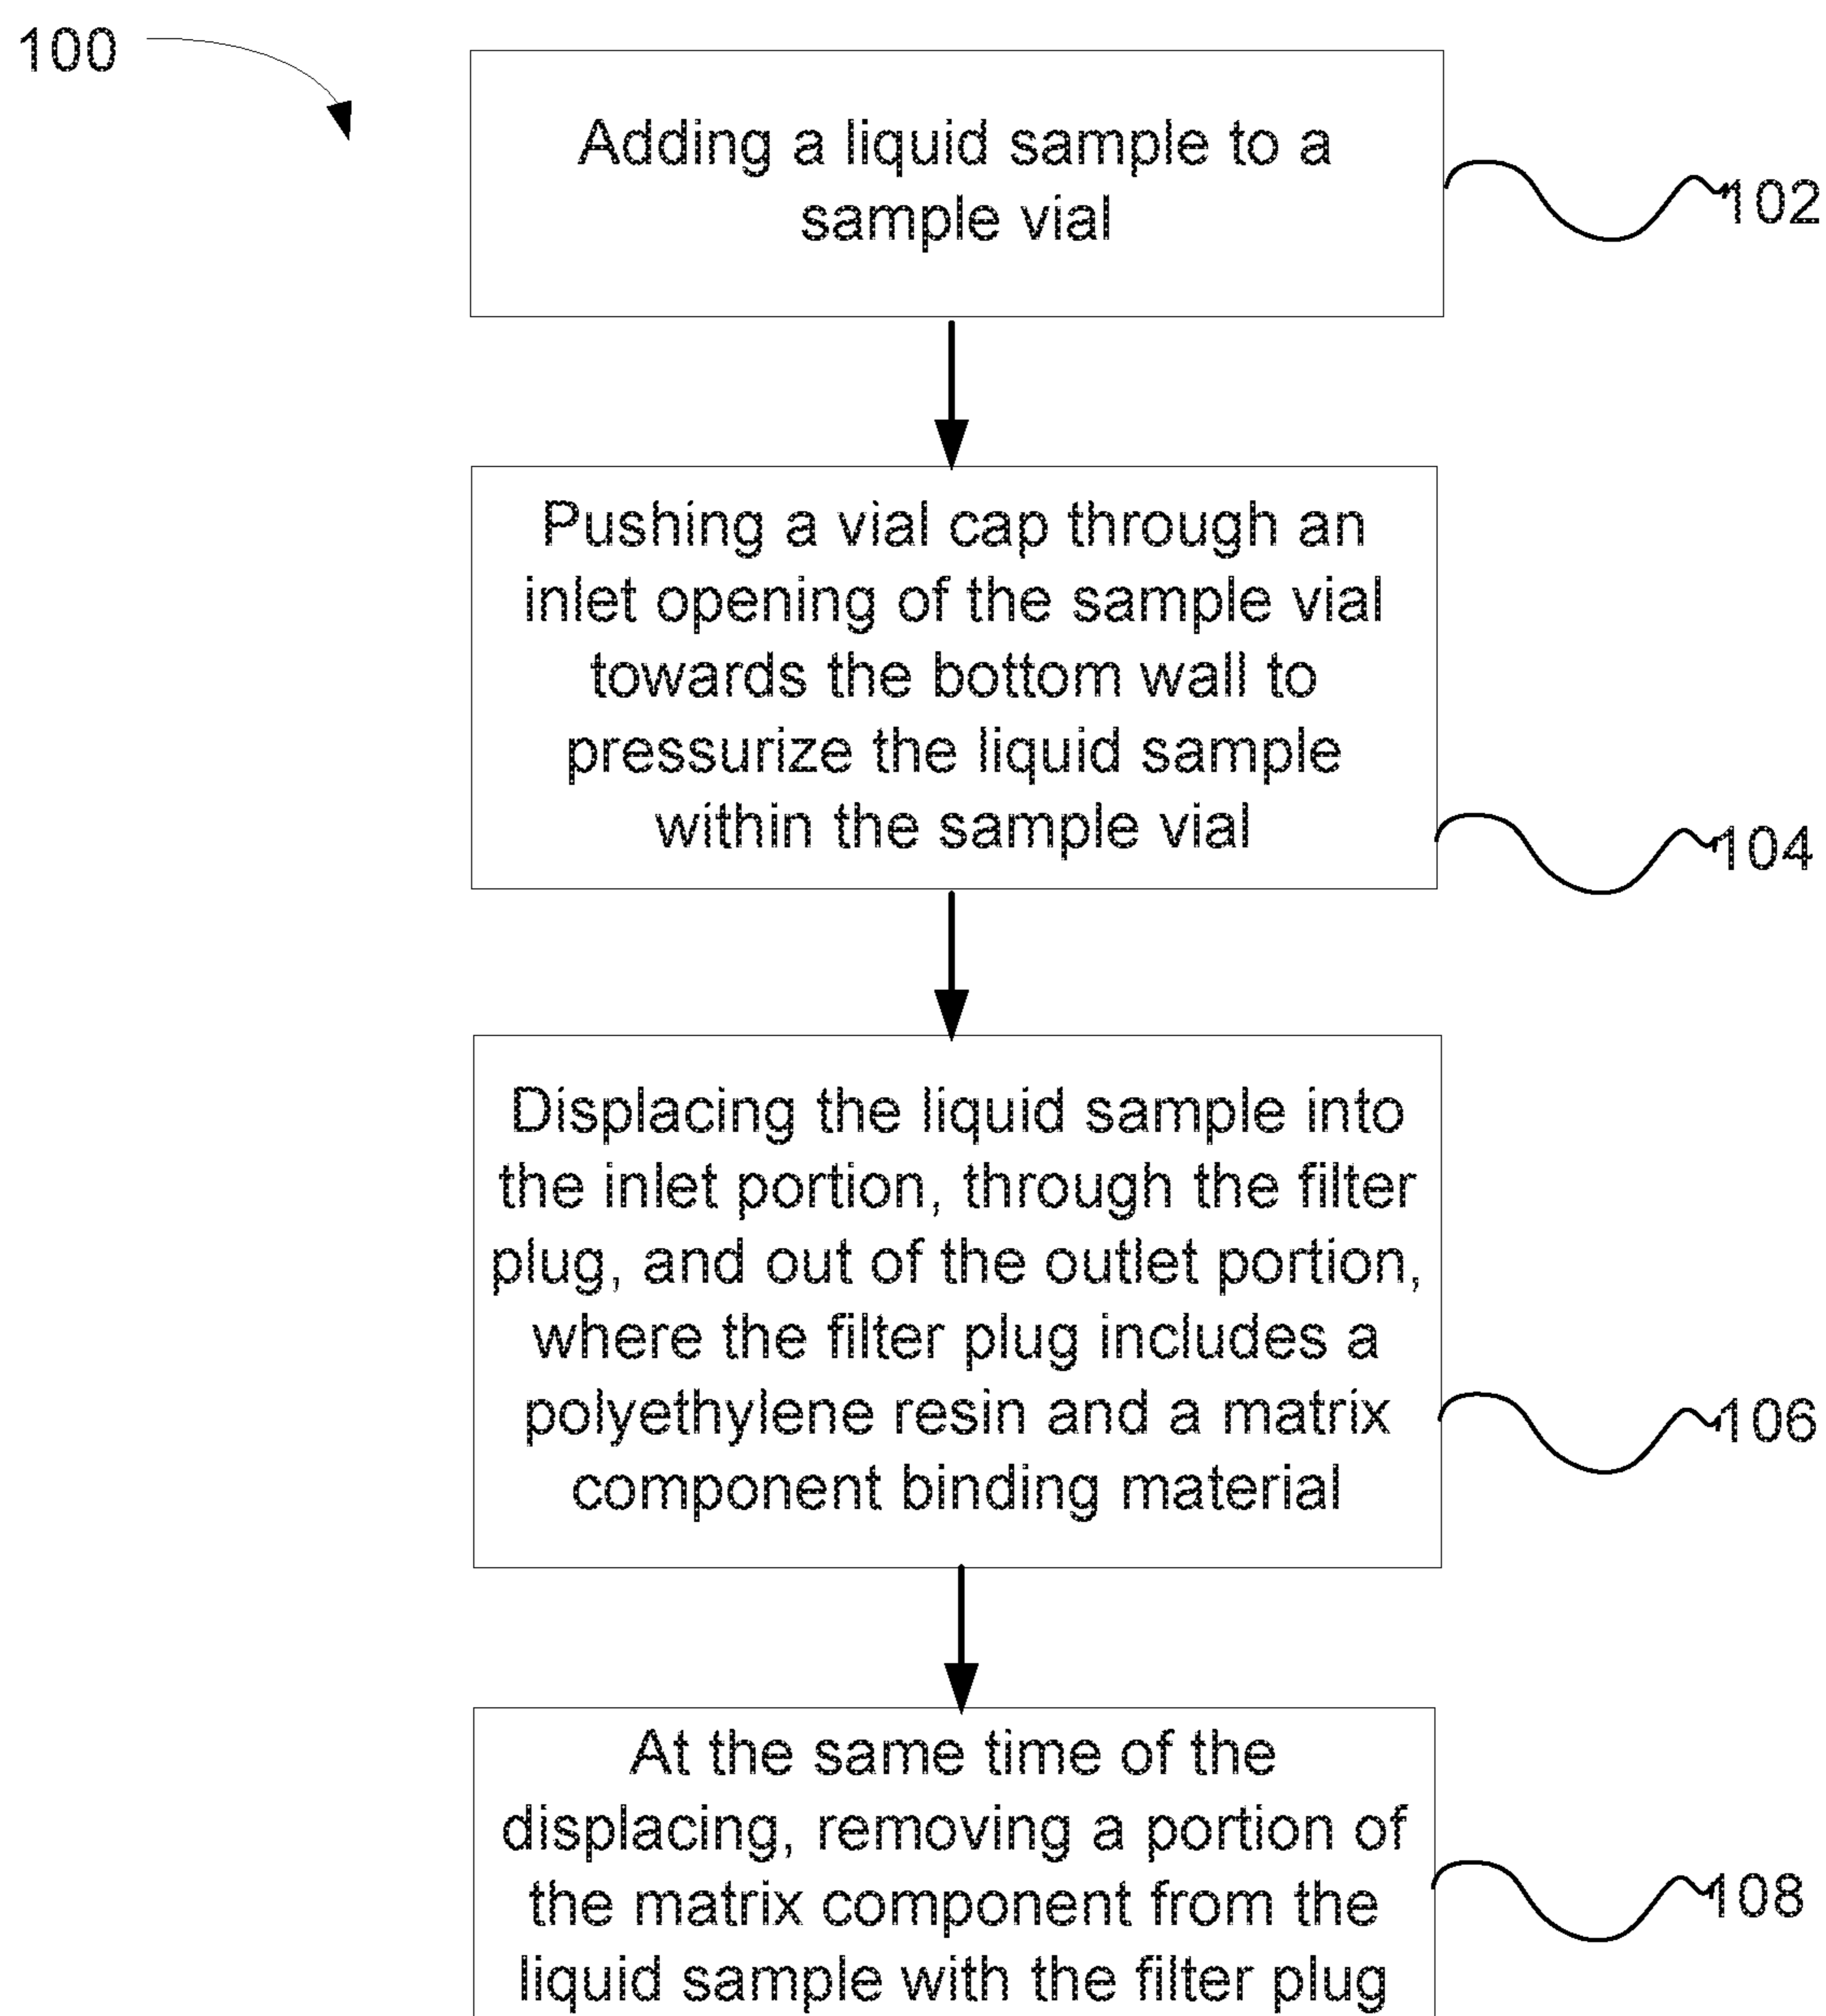 100
Adding a liquid sample to a
sample vial
102
Pushing a vial cap through an
inlet opening of the sample vial
towards the bottom wall to
pressurize the liquid sample
within the sample vial
104
Displacing the liquid sample into
the inlet portion, through the filter
plug, and out of the outlet portion,
where the filter plug includes a
polyethylene resin and a matrix
component binding material
106
At the same time of the
displacing, removing a portion of
the matrix component from the
liquid sample with the filter plug
108